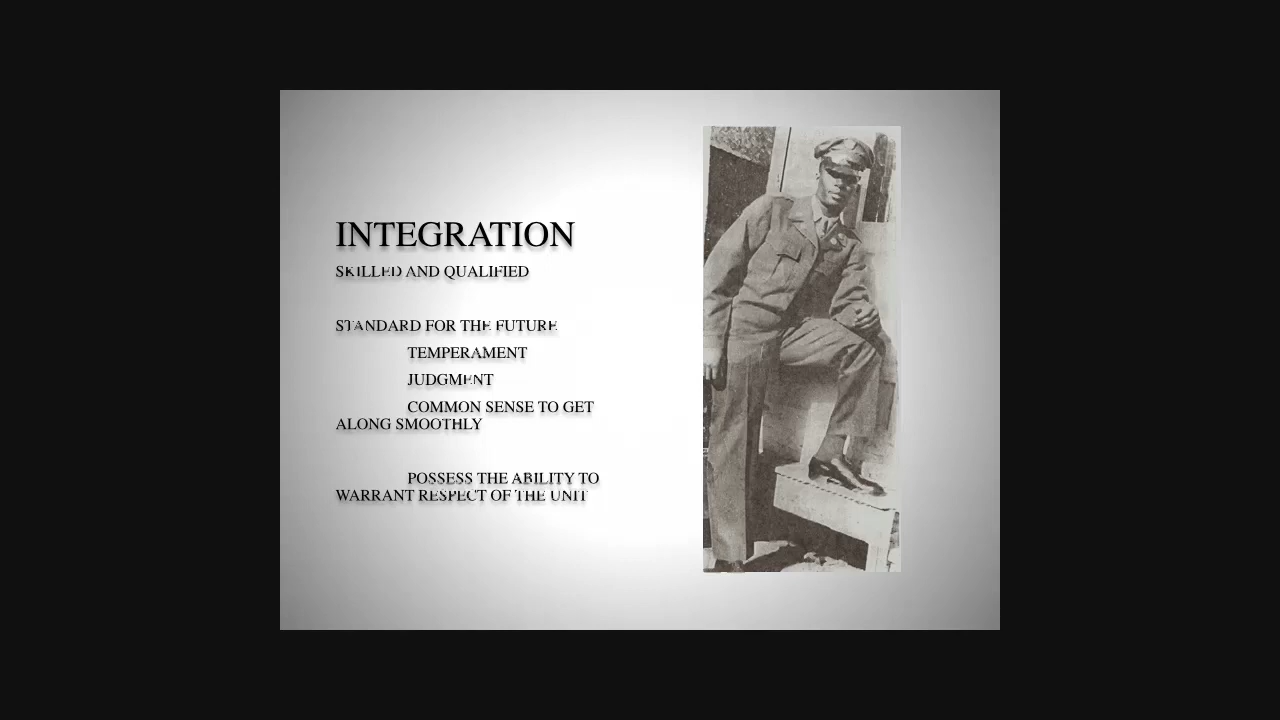 INTEGRATION
SKILLED AND QUALIFIED
STANDARD FOR THE FUTURE
TEMPERAMENT
JUDGMENT
COMMON SENSE TO GET
ALONG SMOOTHLY
POSSESS THE ABILITY TO
WARRANT RESPECT OF THE UNIT